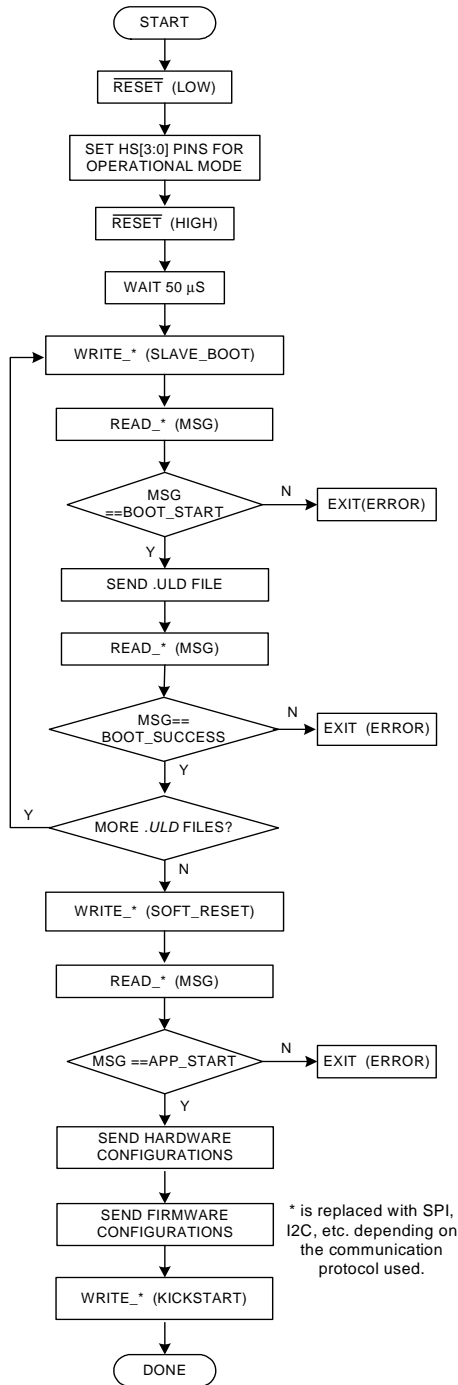 START
RESET (LOW)
SET HS[3:0] PINS FOR
OPERATIONAL MODE
RESET (HIGH)
WAIT 50 µS
WRITE_* (SLAVE_BOOT)
READ_* (MSG)
MSG
==BOOT_START
N
EXIT(ERROR)
Y
SEND .ULD FILE
READ_* (MSG)
MSG==
BOOT_SUCCESS
N
EXIT (ERROR)
Y
Y
MORE .ULD FILES?
N
WRITE_* (SOFT_RESET)
READ_* (MSG)
MSG ==APP_START
N
EXIT (ERROR)
Y
SEND HARDWARE
CONFIGURATIONS
SEND FIRMWARE
CONFIGURATIONS
* is replaced with SPI,
I2C, etc. depending on
the communication
protocol used.
WRITE_* (KICKSTART)
DONE